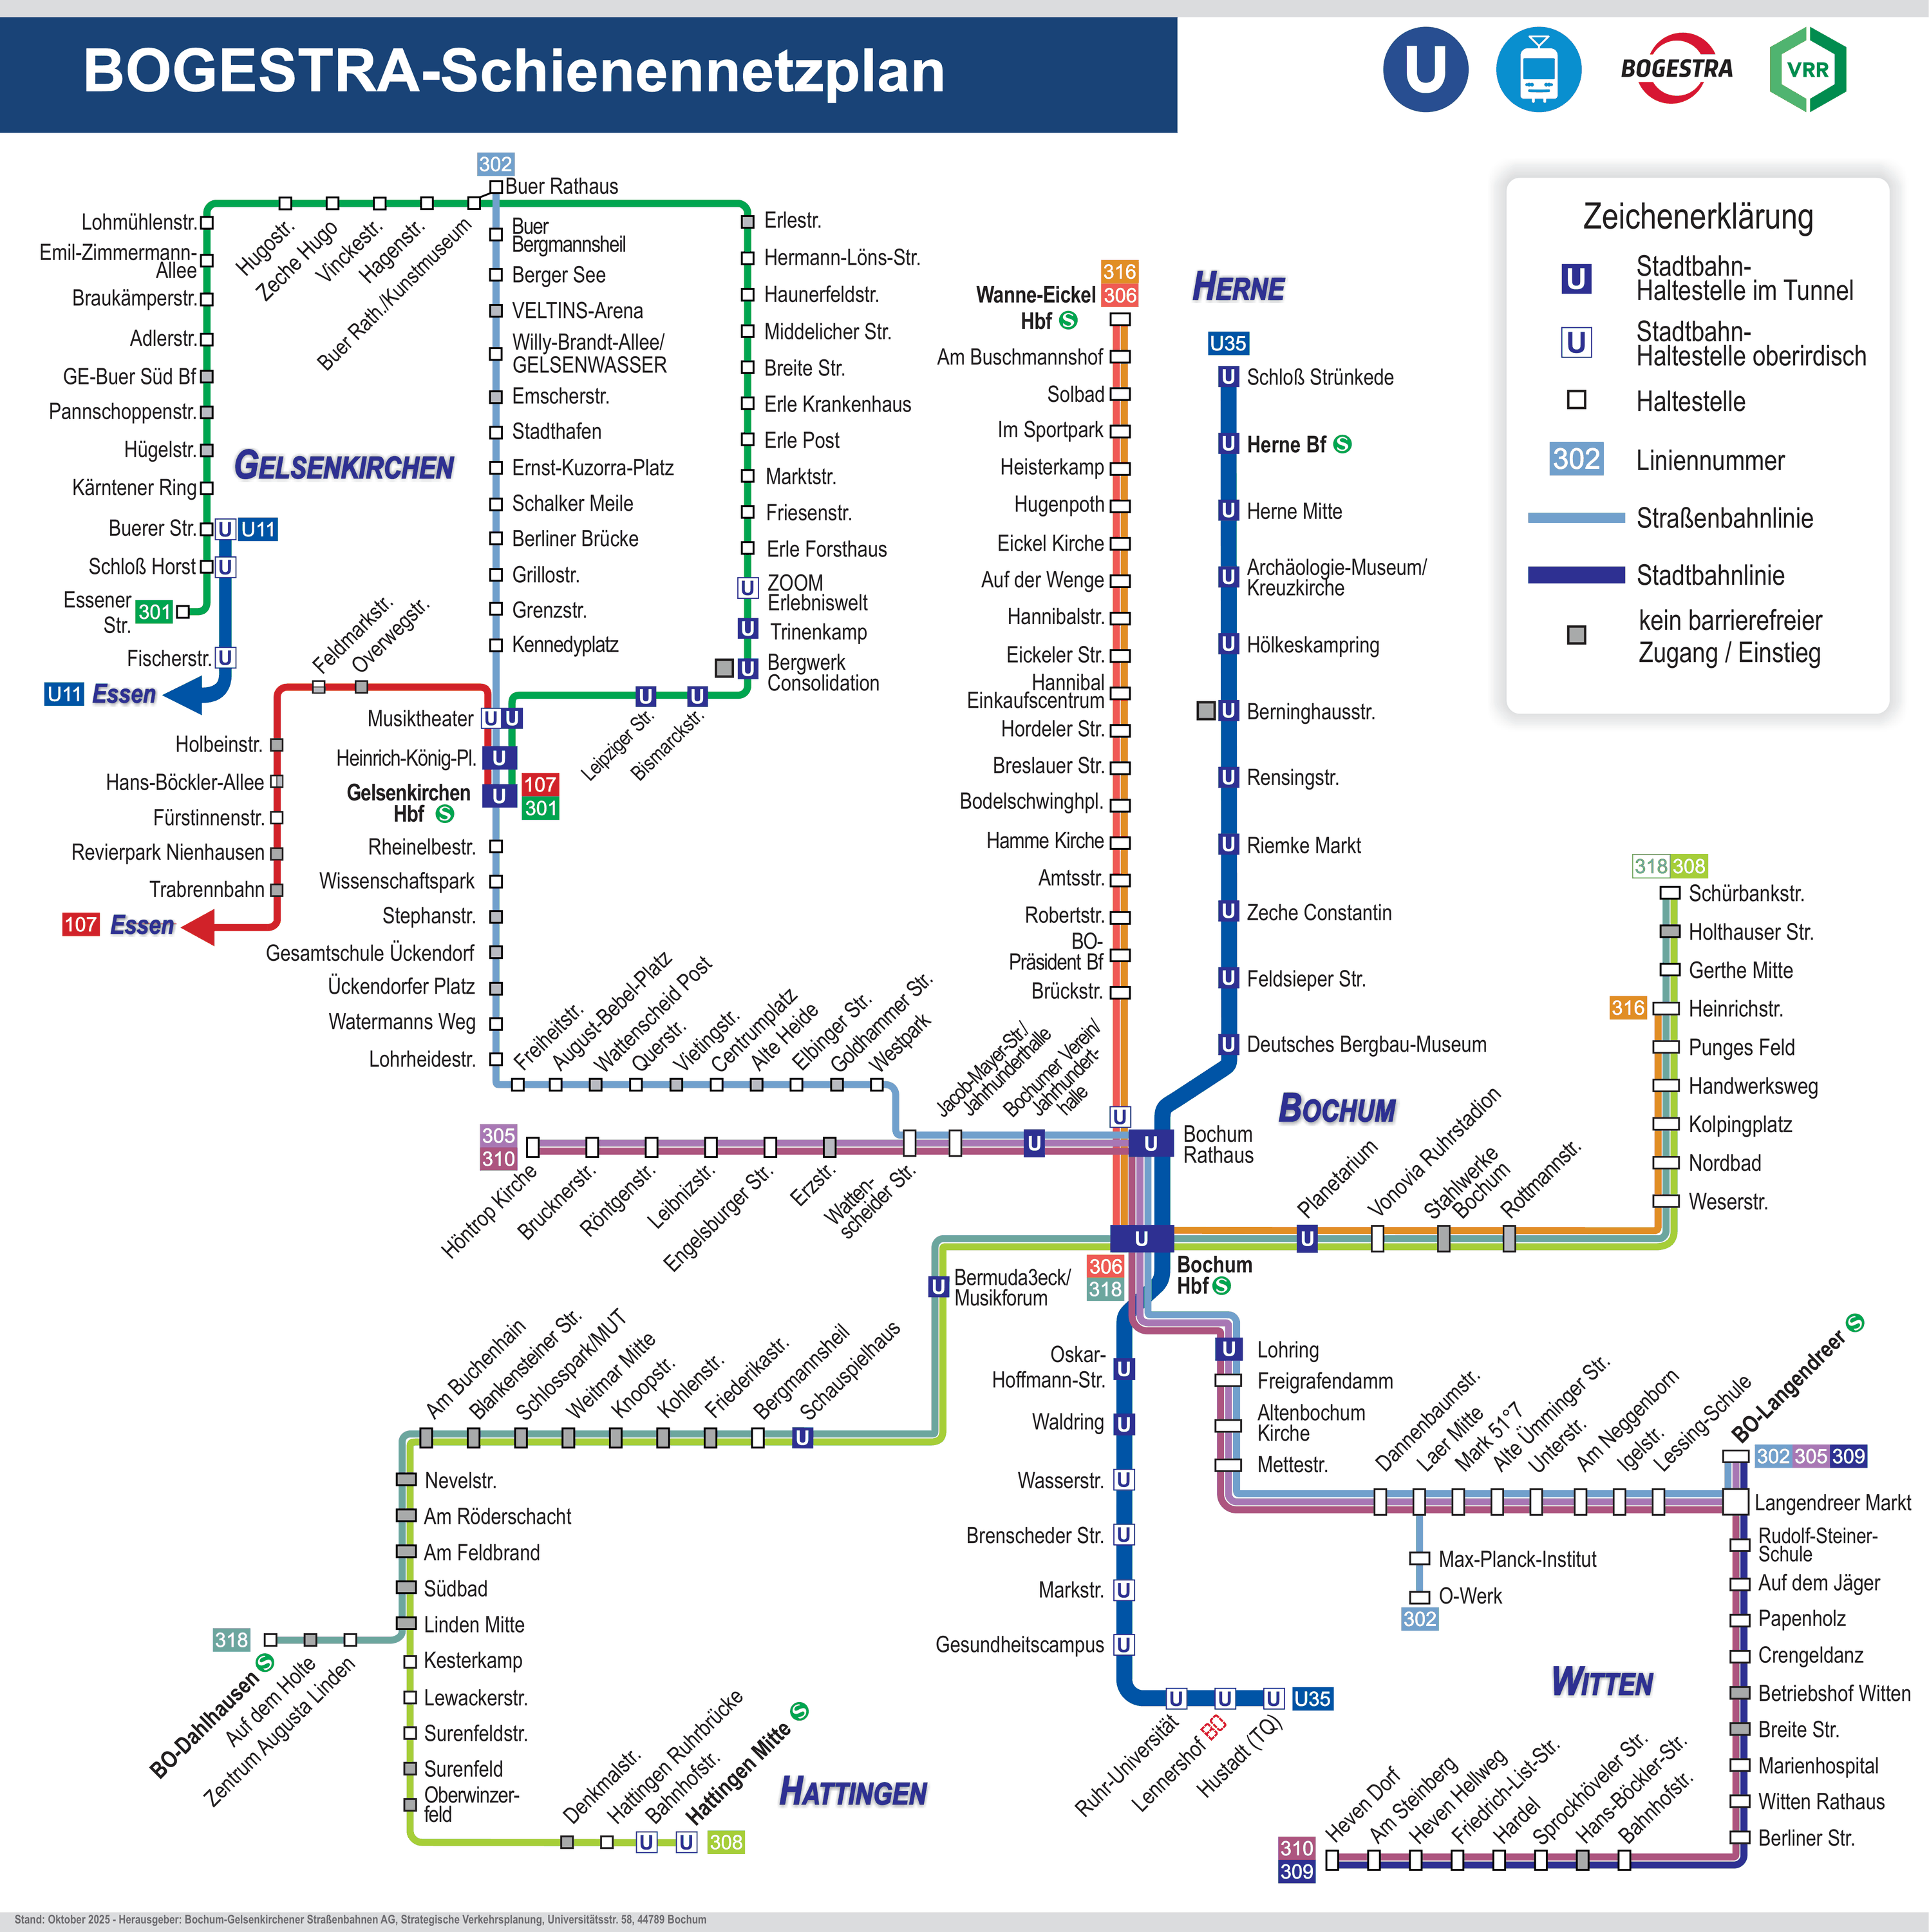 BOGESTRA-Schienennetzplan
U
BOGESTRA
VRR
Zeichenerklärung
U
Stadtbahn-
Haltestelle im Tunnel
U
Stadtbahn-
Haltestelle oberirdisch
Haltestelle
302
Liniennummer
Straßenbahnlinie
Stadtbahnlinie
kein barrierefreier
Zugang / Einstieg
GELSENKIRCHEN
Lohmühlenstr.
Emil-Zimmermann-
Allee
Braukämperstr.
Adlerstr.
GE-Buer Süd Bf
Pannschoppenstr.
Hügelstr.
Kärntener Ring
Buerer Str.
U
U11
Schloß Horst
U
Essener
Str.
301
Fischerstr.
U
U11
Essen
Hugostr.
Zeche Hugo
Vinckestr.
Hagenstr.
Buer Rath./Kunstmuseum
302
Buer Rathaus
Buer
Bergmannsheil
Berger See
VELTINS-Arena
Willy-Brandt-Allee/
GELSENWASSER
Emscherstr.
Stadthafen
Ernst-Kuzorra-Platz
Schalker Meile
Berliner Brücke
Grillostr.
Grenzstr.
Kennedyplatz
Erlestr.
Hermann-Löns-Str.
Haunerfeldstr.
Middelicher Str.
Breite Str.
Erle Krankenhaus
Erle Post
Marktstr.
Friesenstr.
Erle Forsthaus
U
ZOOM
Erlebniswelt
U
Trinenkamp
U
Bergwerk
Consolidation
U
U
Leipziger Str.
Bismarckstr.
Feldmarkstr.
Overwegstr.
Holbeinstr.
Hans-Böckler-Allee
Fürstinnenstr.
Revierpark Nienhausen
Trabrennbahn
107
Essen
Musiktheater
U
U
Heinrich-König-Pl.
U
Gelsenkirchen
Hbf
S
U
107
301
Rheinelbestr.
Wissenschaftspark
Stephanstr.
Gesamtschule Ückendorf
Ückendorfer Platz
Watermanns Weg
Lohrheidestr.
Freiheitstr.
August-Bebel-Platz
Wattenscheid Post
Querstr.
Vietingstr.
Centrumplatz
Alte Heide
Elbinger Str.
Goldhammer Str.
Westpark
Jacob-Mayer-Str./
Jahrhunderthalle
Bochumer Verein/
Jahrhundert-
halle
305
310
Höntrop Kirche
Brucknerstr.
Röntgenstr.
Leibnizstr.
Engelsburger Str.
Erzstr.
Watten-
scheider Str.
U
316
306
Wanne-Eickel
Hbf
S
Am Buschmannshof
Solbad
Im Sportpark
Heisterkamp
Hugenpoth
Eickel Kirche
Auf der Wenge
Hannibalstr.
Eickeler Str.
Hannibal
Einkaufscentrum
Hordeler Str.
Breslauer Str.
Bodelschwinghpl.
Hamme Kirche
Amtsstr.
Robertstr.
BO-
Präsident Bf
Brückstr.
U
HERNE
U35
U
Schloß Strünkede
U
Herne Bf
S
U
Herne Mitte
U
Archäologie-Museum/
Kreuzkirche
U
Hölkeskampring
U
Berninghausstr.
U
Rensingstr.
U
Riemke Markt
U
Zeche Constantin
U
Feldsieper Str.
U
Deutsches Bergbau-Museum
BOCHUM
U
Bochum
Rathaus
U
Bochum
Hbf
S
306
318
U
Planetarium
Vonovia Ruhrstadion
Stahlwerke
Bochum
Rottmannstr.
318
308
Schürbankstr.
Holthauser Str.
Gerthe Mitte
316
Heinrichstr.
Punges Feld
Handwerksweg
Kolpingplatz
Nordbad
Weserstr.
U
Bermuda3eck/
Musikforum
Am Buchenhain
Blankensteiner Str.
Schlosspark/MUT
Weitmar Mitte
Knoopstr.
Kohlenstr.
Friederikastr.
Bergmannsheil
Schauspielhaus
U
Nevelstr.
Am Röderschacht
Am Feldbrand
Südbad
Linden Mitte
Kesterkamp
Lewackerstr.
Surenfeldstr.
Surenfeld
Oberwinzer-
feld
318
BO-Dahlhausen
S
Auf dem Holte
Zentrum Augusta Linden
Denkmalstr.
Hattingen Ruhrbrücke
Bahnhofstr.
Hattingen Mitte
S
U
U
308
HATTINGEN
Oskar-
Hoffmann-Str.
U
Waldring
U
Wasserstr.
U
Brenscheder Str.
U
Markstr.
U
Gesundheitscampus
U
U
U
U
U35
Ruhr-Universität
Lennershof BO
Hustadt (TQ)
U
Lohring
Freigrafendamm
Altenbochum
Kirche
Mettestr.
Dannenbaumstr.
Laer Mitte
Mark 51°7
Alte Ümminger Str.
Unterstr.
Am Neggenborn
Igelstr.
Lessing-Schule
BO-Langendreer
S
302
305
309
Langendreer Markt
Max-Planck-Institut
O-Werk
302
Rudolf-Steiner-
Schule
Auf dem Jäger
Papenholz
Crengeldanz
Betriebshof Witten
Breite Str.
Marienhospital
Witten Rathaus
Berliner Str.
WITTEN
Heven Dorf
Am Steinberg
Heven Hellweg
Friedrich-List-Str.
Hardel
Sprockhöveler Str.
Hans-Böckler-Str.
Bahnhofstr.
310
309
Stand: Oktober 2025 - Herausgeber: Bochum-Gelsenkirchener Straßenbahnen AG, Strategische Verkehrsplanung, Universitätsstr. 58, 44789 Bochum